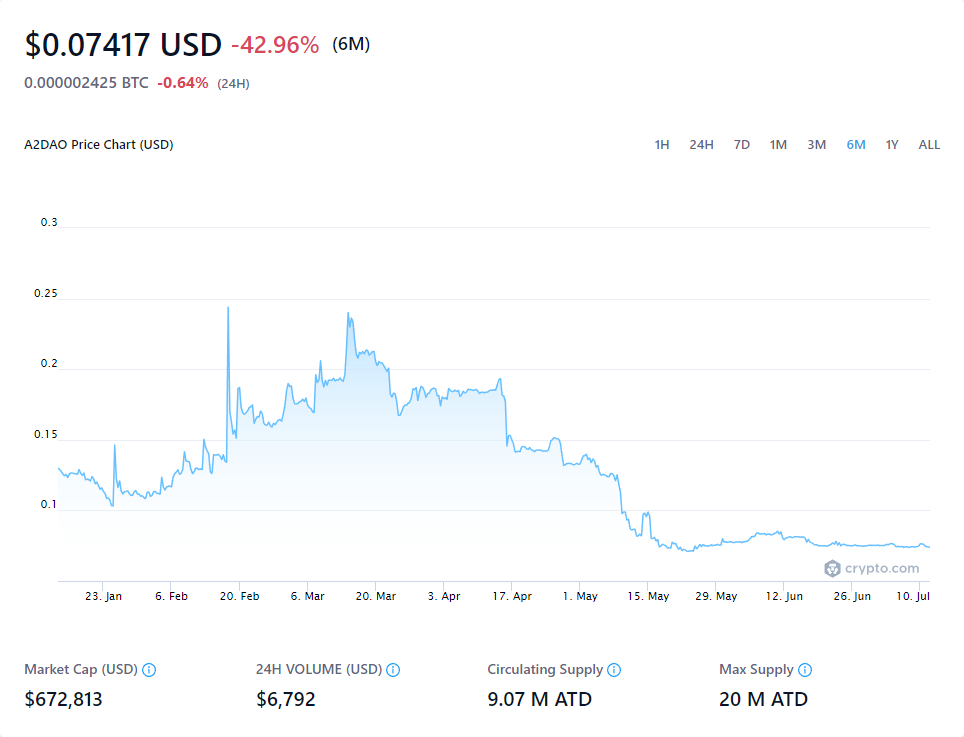 $0.07417 USD -42.96% (6M)
0.000002425 BTC -0.64% (24H)
A2DAO Price Chart (USD) 1H 24H 7D 1M 3M 6M 1Y ALL
0.3
0.25
0.2
0.15
0.1
crypto.com
23. Jan 6. Feb 20. Feb 6. Mar 20. Mar 3. Apr 17. Apr 1. May 15. May 29. May 12. Jun 26. Jun 10. Jul
Market Cap (USD) 24H VOLUME (USD) Circulating Supply Max Supply
$672,813 $6,792 9.07 M ATD 20 M ATD